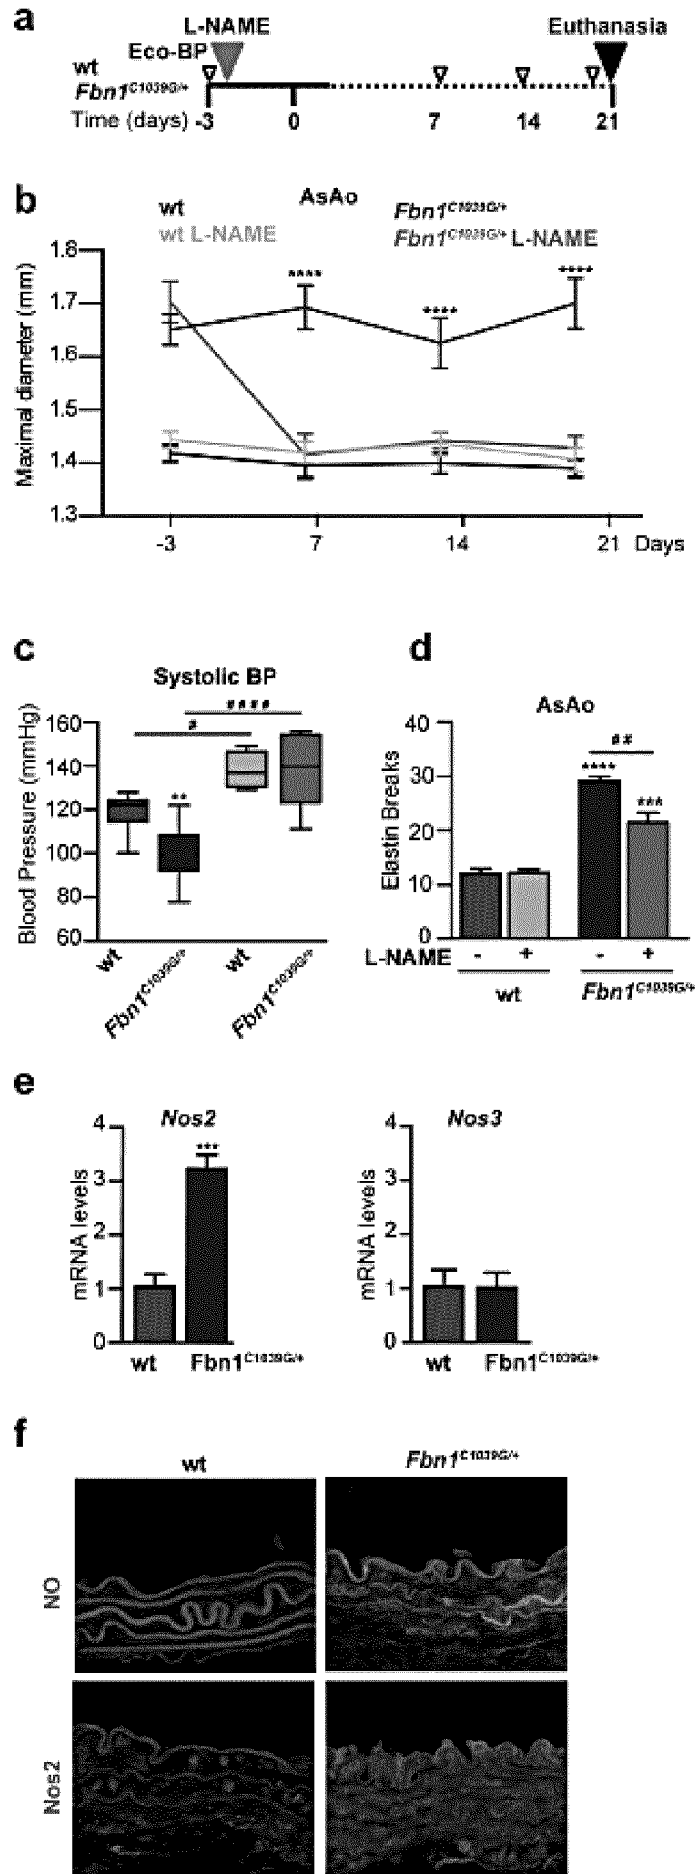 a
L-NAME Euthanasia
Eco-BP
wt
Fbn1C1039G/+
Time (days) -3 0 7 14 21
b
AsAo
wt Fbn1C1039G/+
wt L-NAME Fbn1C1039G/+ L-NAME
Maximal diameter (mm)
1.8
1.7
1.6
1.5
1.4
1.3
**** **** ****
-3 7 14 21 Days
c
Systolic BP
Blood Pressure (mmHg)
160
140
120
100
80
60
####
#
**
wt Fbn1C1039G/+ wt Fbn1C1039G/+
d
AsAo
Elastin Breaks
40
30
20
10
0
##
****
***
L-NAME - + - +
wt Fbn1C1039G/+
e
Nos2
mRNA levels
4
3
2
1
0
***
wt Fbn1C1039G/+
Nos3
mRNA levels
4
3
2
1
0
wt Fbn1C1039G/+
f
wt Fbn1C1039G/+
NO
Nos2